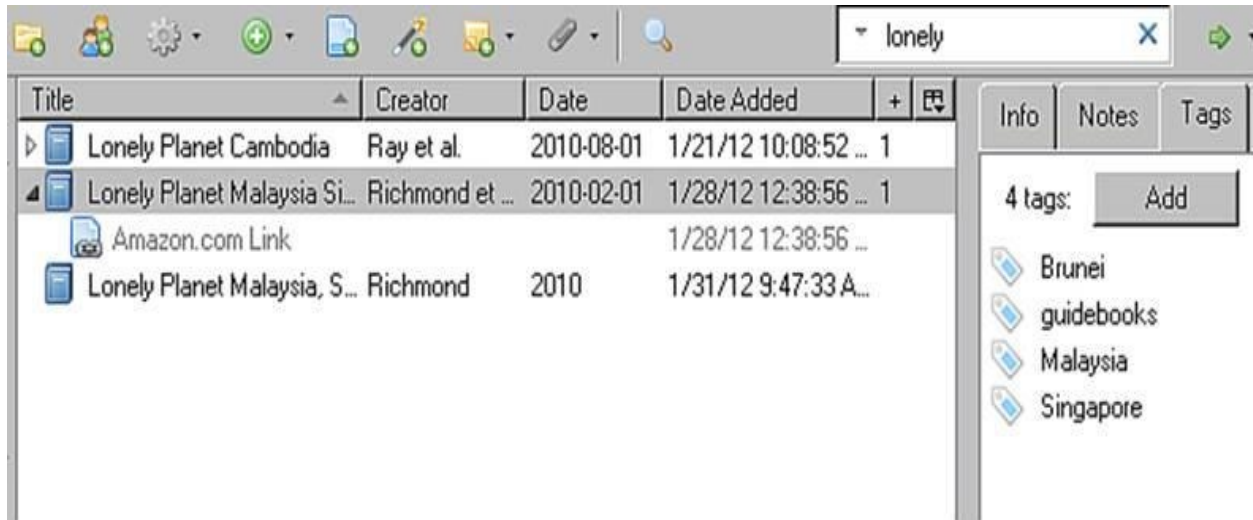 lonely
Title Creator Date Date Added +
Info Notes Tags
Lonely Planet Cambodia Ray et al. 2010-08-01 1/21/12 10:08:52 ... 1
Lonely Planet Malaysia Si... Richmond et ... 2010-02-01 1/28/12 12:38:56 ... 1
Amazon.com Link 1/28/12 12:38:56 ...
Lonely Planet Malaysia, S... Richmond 2010 1/31/12 9:47:33 A...
4 tags: Add
Brunei
guidebooks
Malaysia
Singapore